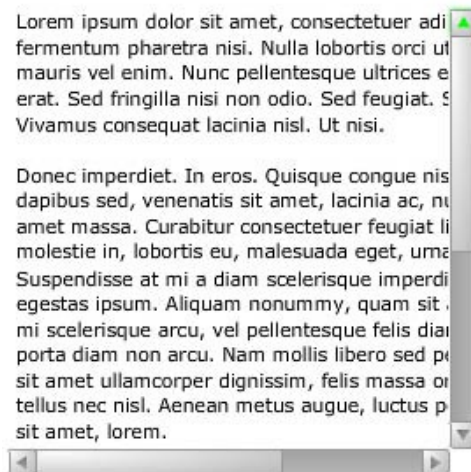 Lorem ipsum dolor sit amet, consectetuer adi
fermentum pharetra nisi. Nulla lobortis orci ut
mauris vel enim. Nunc pellentesque ultrices e
erat. Sed fringilla nisi non odio. Sed feugiat. S
Vivamus consequat lacinia nisl. Ut nisi.

Donec imperdiet. In eros. Quisque congue nis
dapibus sed, venenatis sit amet, lacinia ac, nu
amet massa. Curabitur consectetuer feugiat li
molestie in, lobortis eu, malesuada eget, urna
Suspendisse at mi a diam scelerisque imperdi
egestas ipsum. Aliquam nonummy, quam sit
mi scelerisque arcu, vel pellentesque felis diar
porta diam non arcu. Nam mollis libero sed pe
sit amet ullamcorper dignissim, felis massa or
tellus nec nisl. Aenean metus augue, luctus p
sit amet, lorem.